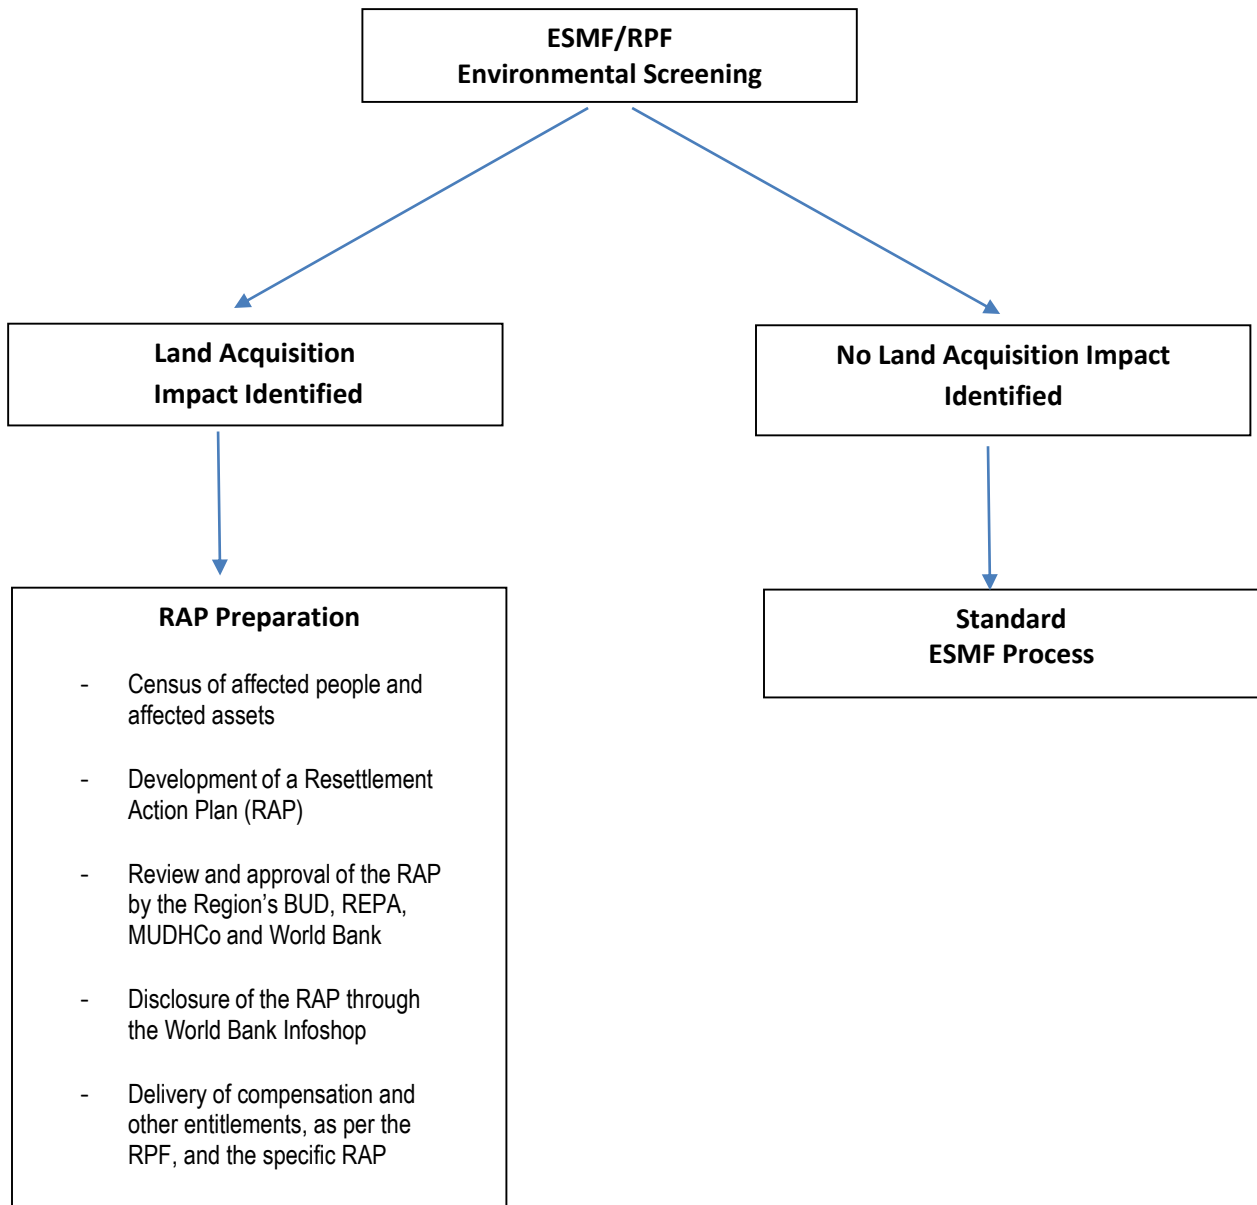 ESMF/RPF
Environmental Screening
Land Acquisition
Impact Identified
No Land Acquisition Impact
Identified
RAP Preparation
- Census of affected people and
affected assets
- Development of a Resettlement
Action Plan (RAP)
- Review and approval of the RAP
by the Region’s BUD, REPA,
MUDHCo and World Bank
- Disclosure of the RAP through
the World Bank Infoshop
- Delivery of compensation and
other entitlements, as per the
RPF, and the specific RAP
Standard
ESMF Process